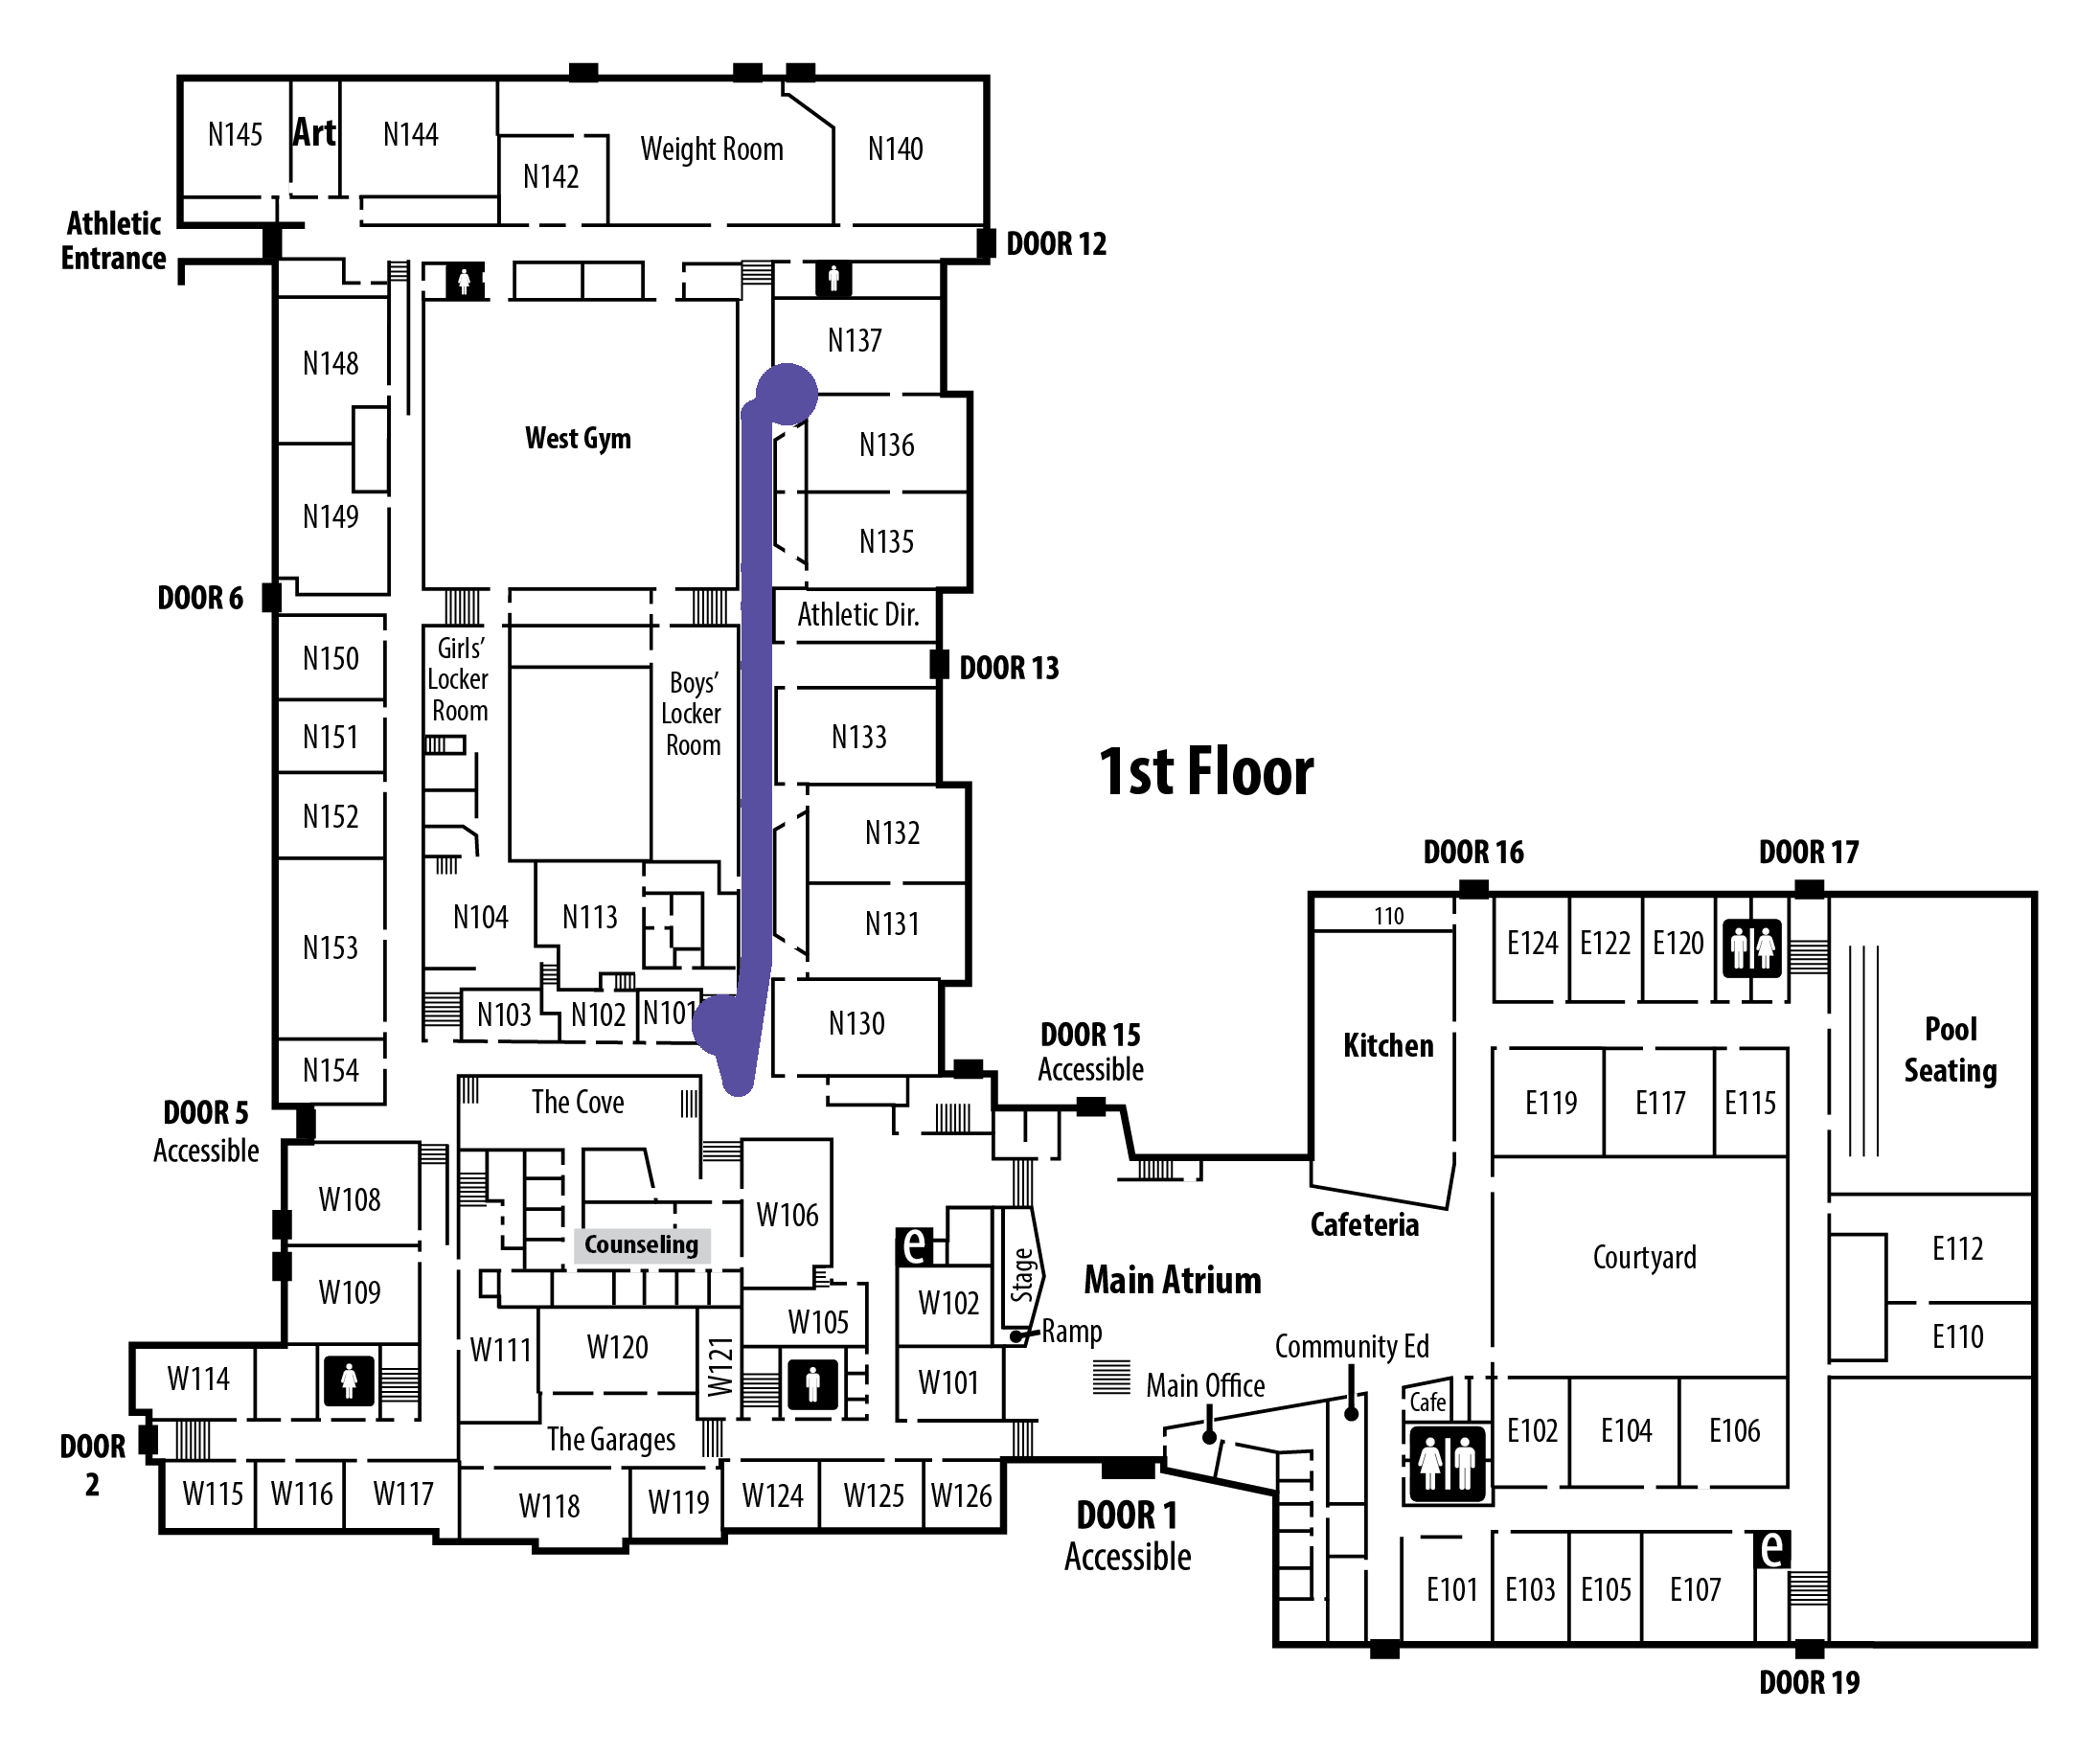 N145
Art
N144
N142
Weight Room
N140
Athletic
Entrance
DOOR 12
N148
N137
West Gym
N136
N149
N135
DOOR 6
Athletic Dir.
N150
Girls’
Locker
Room
Boys’
Locker
Room
DOOR 13
N151
N133
1st Floor
N152
N132
DOOR 16
DOOR 17
N104
N113
N131
110
N153
E124
E122
E120
N103
N102
N101
N130
DOOR 15
Accessible
Kitchen
Pool
Seating
N154
The Cove
E119
E117
E115
DOOR 5
Accessible
W108
W106
Cafeteria
Counseling
e
Courtyard
E112
W109
Stage
Main Atrium
W102
W105
Ramp
E110
W111
W120
W121
Community Ed
W114
W101
Main Office
Cafe
DOOR
2
The Garages
E102
E104
E106
W115
W116
W117
W118
W119
W124
W125
W126
DOOR 1
Accessible
e
E101
E103
E105
E107
DOOR 19